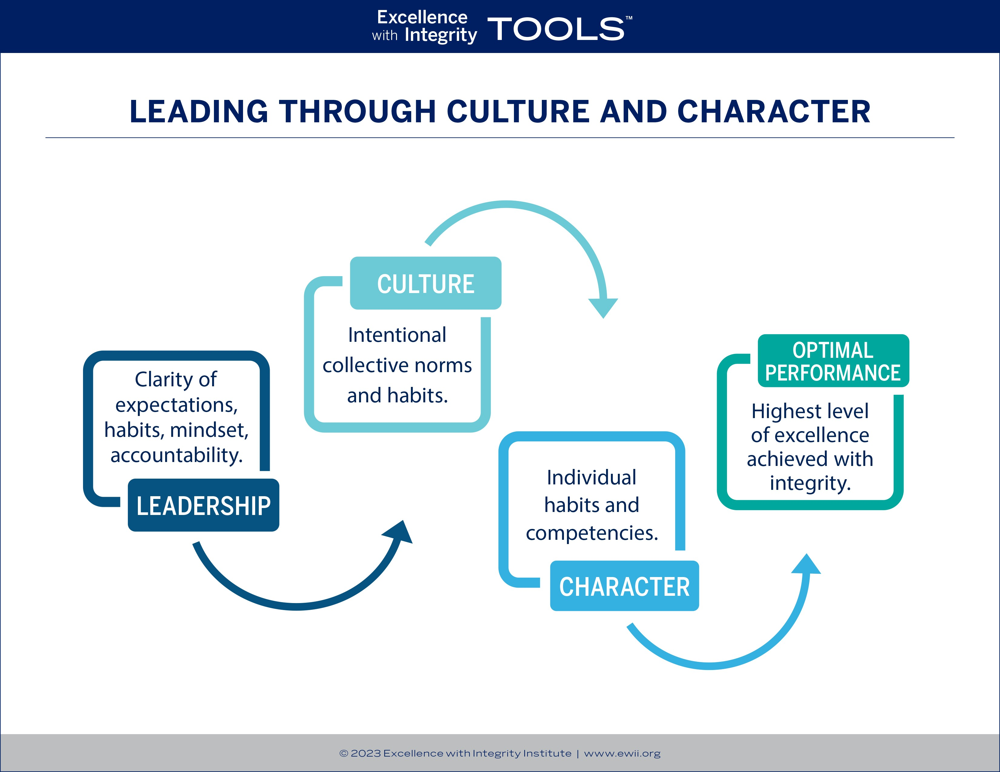 Excellence
with Integrity TOOLS™
LEADING THROUGH CULTURE AND CHARACTER
Clarity of
expectations,
habits, mindset,
accountability.
LEADERSHIP
CULTURE
Intentional
collective norms
and habits.
Individual
habits and
competencies.
CHARACTER
OPTIMAL
PERFORMANCE
Highest level
of excellence
achieved with
integrity.
© 2023 Excellence with Integrity Institute | www.ewii.org